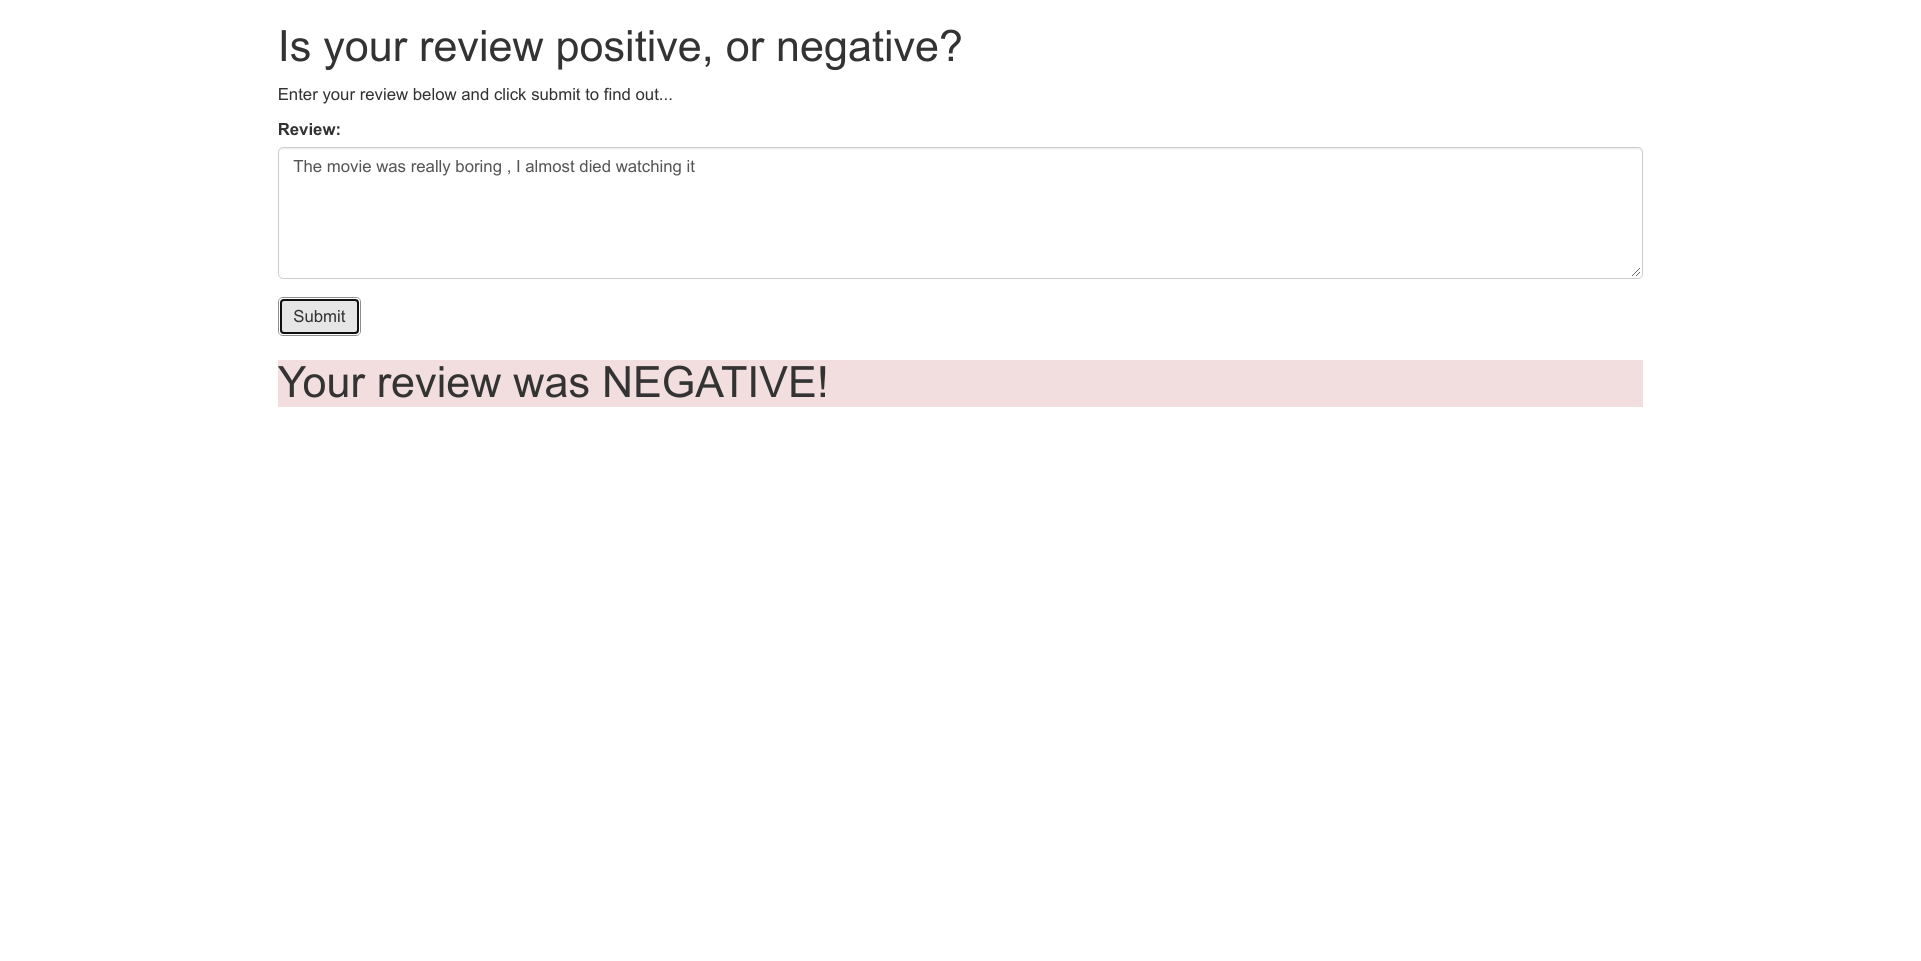 Is your review positive, or negative?
Enter your review below and click submit to find out...
Review:
The movie was really boring , I almost died watching it
Submit
Your review was NEGATIVE!